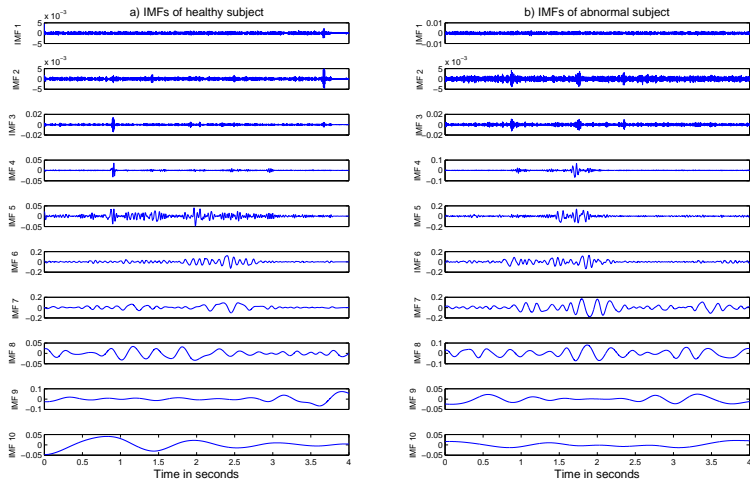 a) IMFs of healthy subject
x 10⁻³
5
0
−5
IMF 1
x 10⁻³
5
0
−5
IMF 2
0.02
0
−0.02
IMF 3
0.05
0
−0.05
IMF 4
0.05
0
−0.05
IMF 5
0.2
0
−0.2
IMF 6
0.2
0
−0.2
IMF 7
0.05
0
−0.05
IMF 8
0.1
0
−0.1
IMF 9
0.05
0
−0.05
IMF 10
0 0.5 1 1.5 2 2.5 3 3.5 4
Time in seconds
b) IMFs of abnormal subject
0.01
0
−0.01
IMF 1
x 10⁻³
5
0
−5
IMF 2
0.02
0
−0.02
IMF 3
0.1
0
−0.1
IMF 4
0.2
0
−0.2
IMF 5
0.2
0
−0.2
IMF 6
0.2
0
−0.2
IMF 7
0.1
0
−0.1
IMF 8
0.05
0
−0.05
IMF 9
0.05
0
−0.05
IMF 10
0 0.5 1 1.5 2 2.5 3 3.5 4
Time in seconds